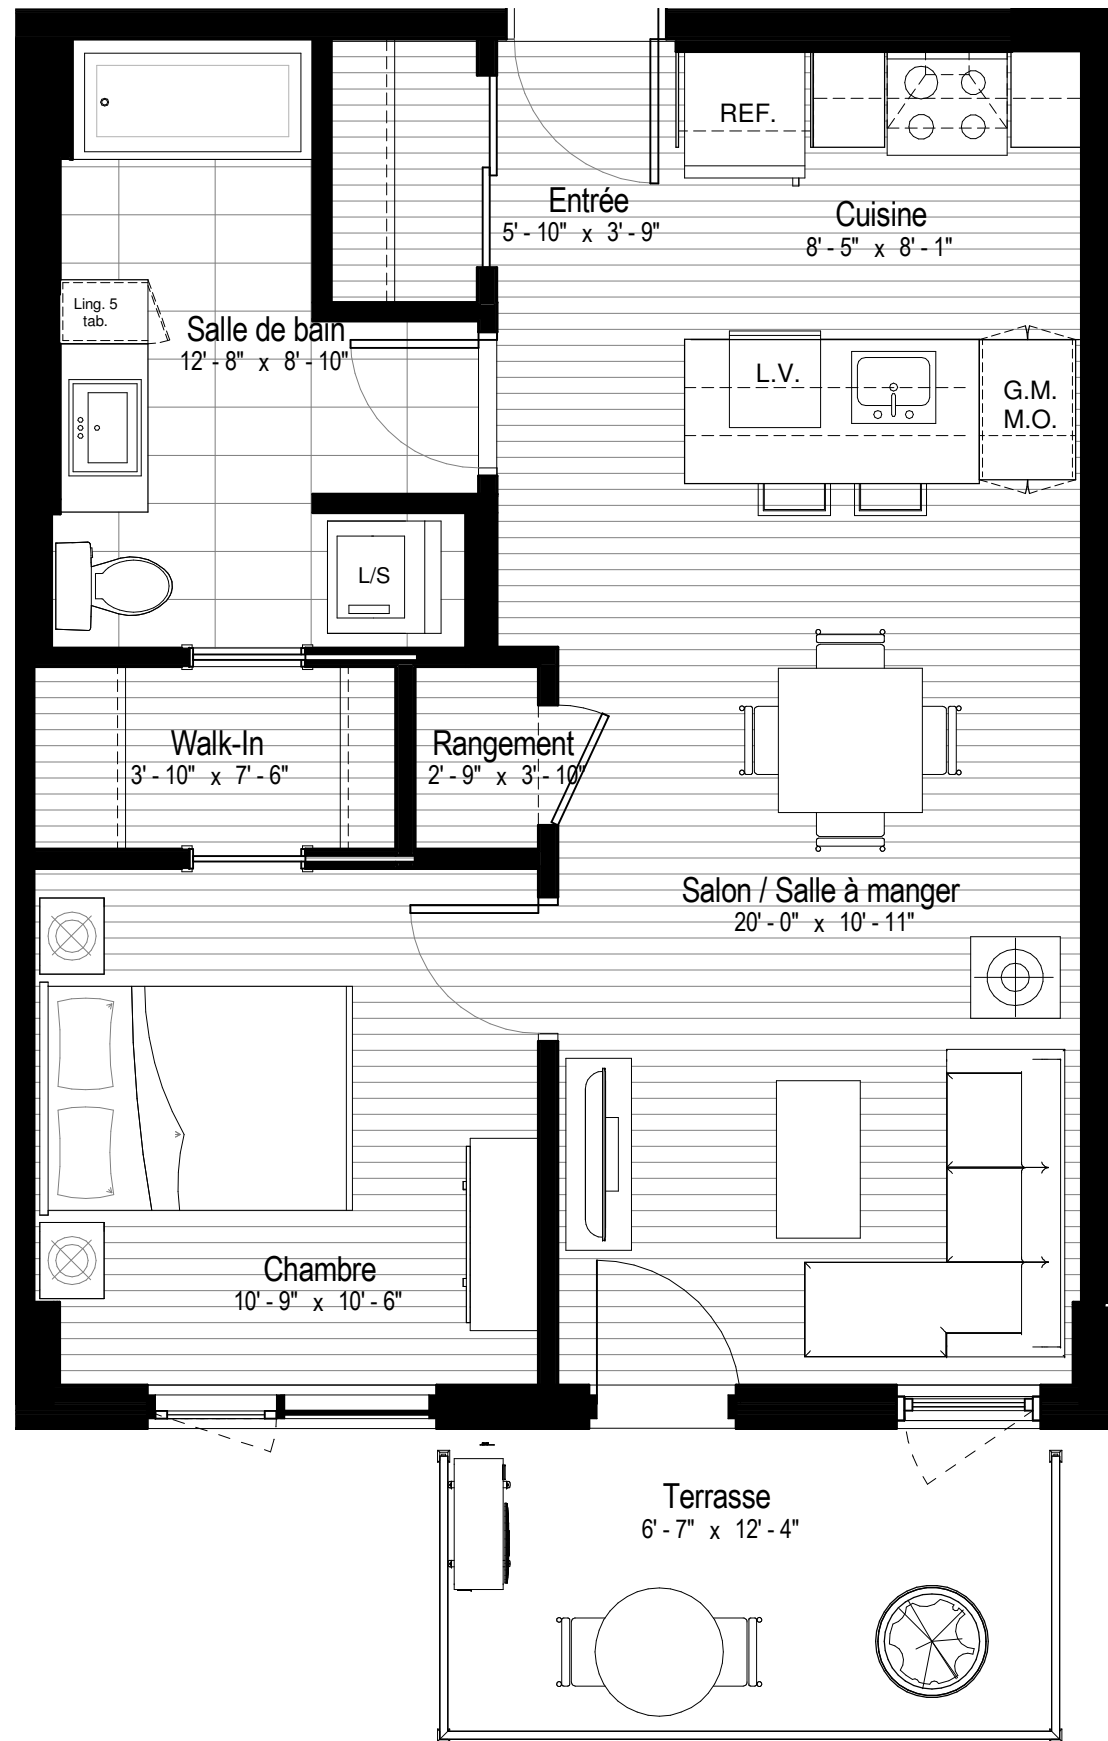 REF.
Entrée
5' - 10" x 3' - 9"
Cuisine
8' - 5" x 8' - 1"
Ling. 5
tab.
Salle de bain
12' - 8" x 8' - 10"
L.V.
G.M.
M.O.
L/S
Walk-In
3' - 10" x 7' - 6"
Rangement
2' - 9" x 3' - 10"
Salon / Salle à manger
20' - 0" x 10' - 11"
Chambre
10' - 9" x 10' - 6"
Terrasse
6' - 7" x 12' - 4"